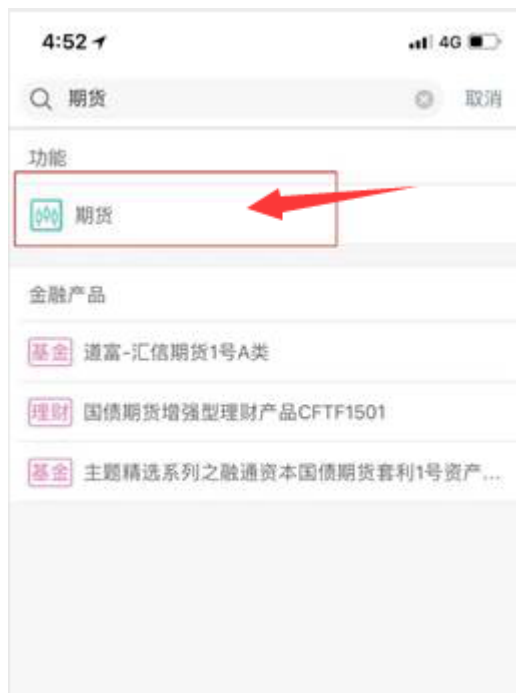 4:52
4G
期货
取消
功能
期货
金融产品
基金 道富-汇信期货1号A类
理财 国债期货增强型理财产品CFTF1501
基金 主题精选系列之融通资本国债期货套利1号资产...